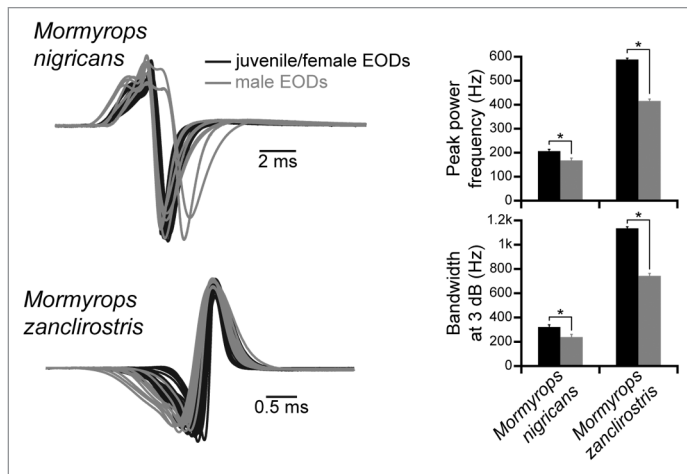 Mormyrops
nigricans
juvenile/female EODs
male EODs
2 ms
Mormyrops
zanclirostris
0.5 ms
Peak power
frequency (Hz)
600
500
400
300
200
100
0
*
*
Bandwidth
at 3 dB (Hz)
1.2k
800
600
400
200
0
*
*
Mormyrops
nigricans
Mormyrops
zanclirostris